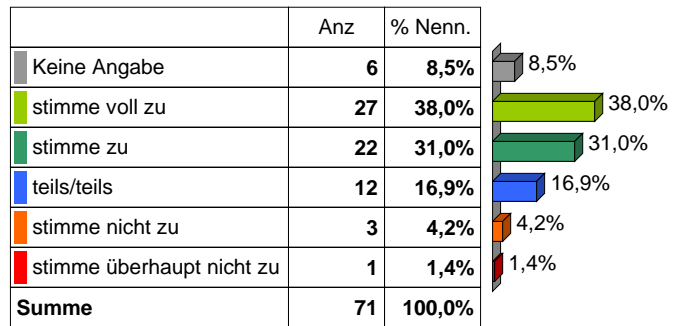 Anz % Nenn.
Keine Angabe 6 8,5% 8,5%
stimme voll zu 27 38,0% 38,0%
stimme zu 22 31,0% 31,0%
teils/teils 12 16,9% 16,9%
stimme nicht zu 3 4,2% 4,2%
stimme überhaupt nicht zu 1 1,4% 1,4%
Summe 71 100,0%